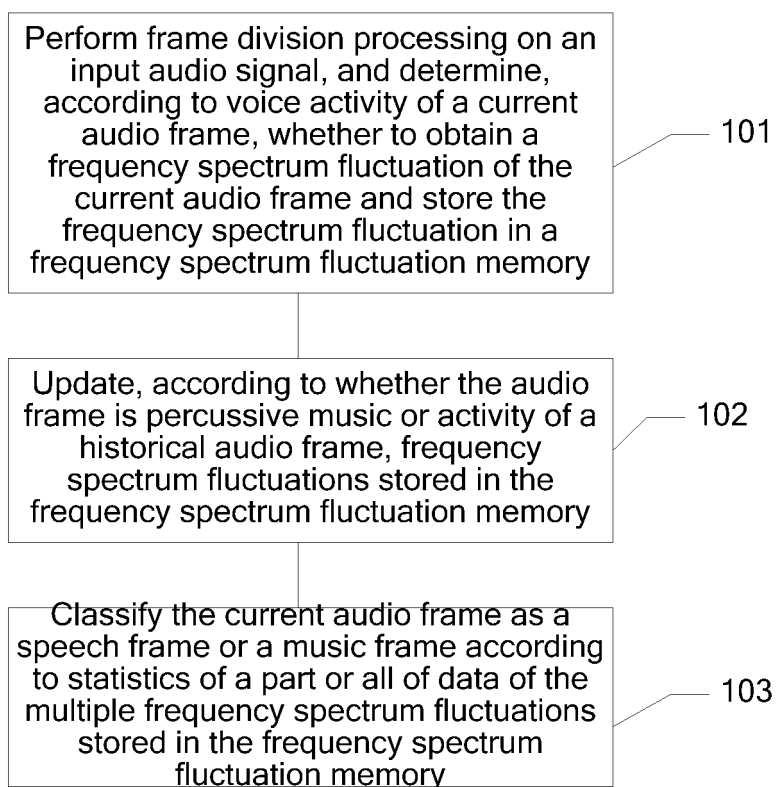 Perform frame division processing on an
input audio signal, and determine,
according to voice activity of a current
audio frame, whether to obtain a
frequency spectrum fluctuation of the
current audio frame and store the
frequency spectrum fluctuation in a
frequency spectrum fluctuation memory
101
Update, according to whether the audio
frame is percussive music or activity of a
historical audio frame, frequency
spectrum fluctuations stored in the
frequency spectrum fluctuation memory
102
Classify the current audio frame as a
speech frame or a music frame according
to statistics of a part or all of data of the
multiple frequency spectrum fluctuations
stored in the frequency spectrum
fluctuation memory
103